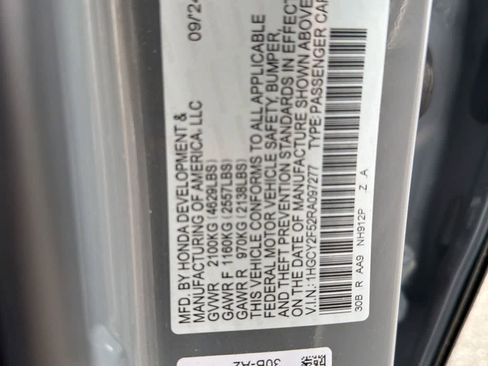 09/24
MFD. BY HONDA DEVELOPMENT &
MANUFACTURING OF AMERICA, LLC
GVWR 2100KG (4629LBS)
GAWR F 1160KG (2557LBS)
GAWR R 970KG (2138LBS)
THIS VEHICLE CONFORMS TO ALL APPLICABLE
FEDERAL MOTOR VEHICLE SAFETY, BUMPER,
AND THEFT PREVENTION STANDARDS IN EFFECT
ON THE DATE OF MANUFACTURE SHOWN ABOVE
V.I.N.: 1HGCY2F52RA097277 TYPE: PASSENGER CAR
30B R AA9 NH912P Z A
30B-A2